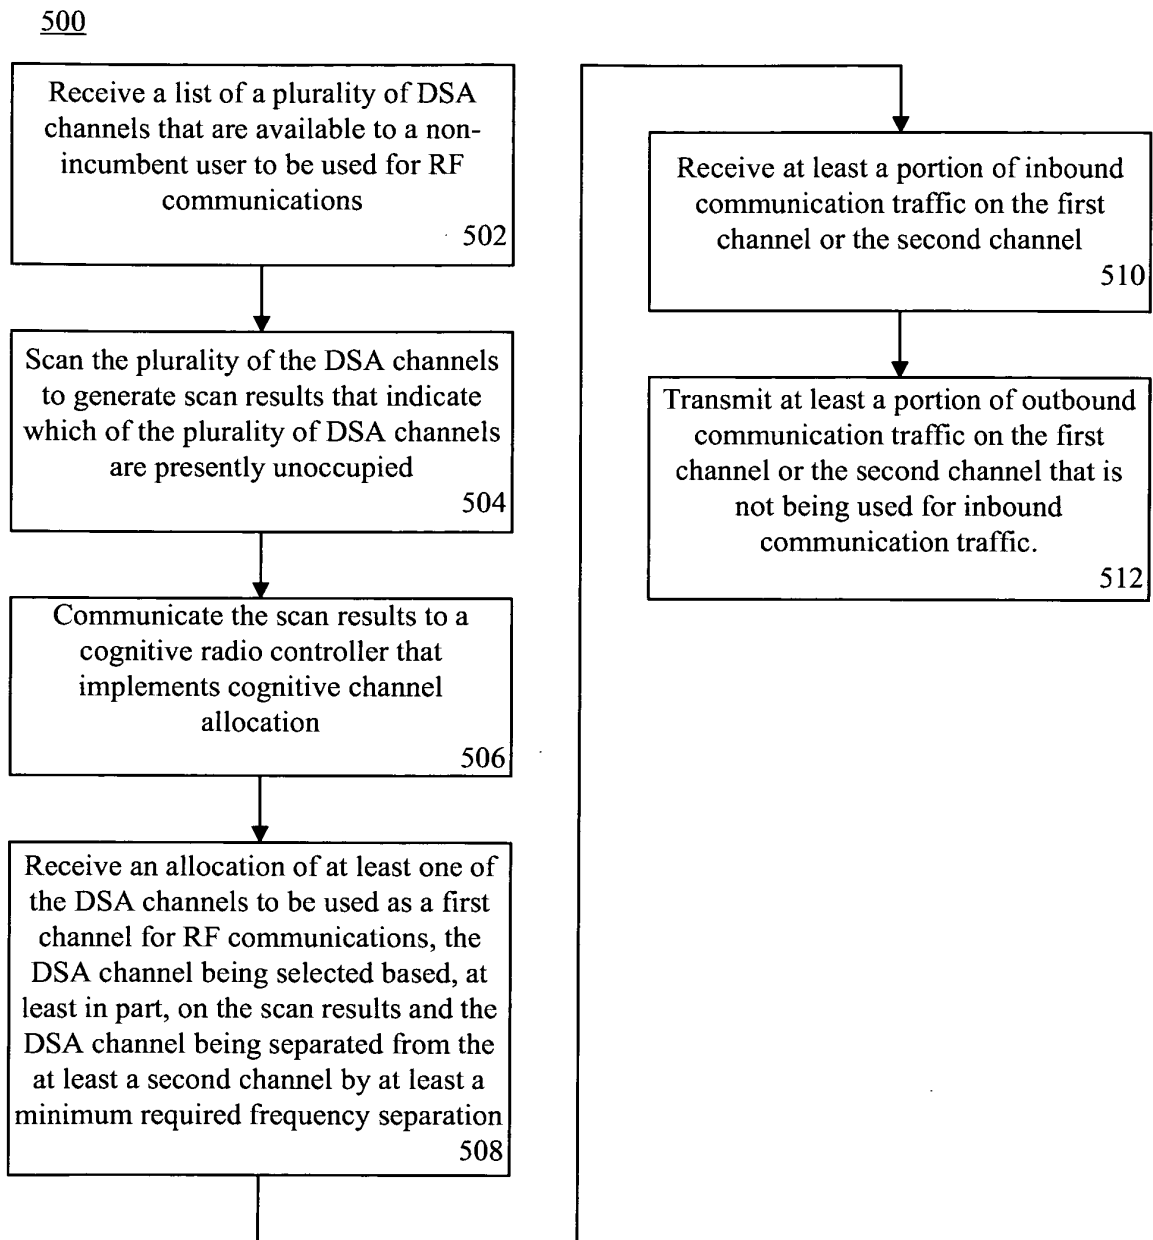 500
Receive a list of a plurality of DSA
channels that are available to a non-
incumbent user to be used for RF
communications
502
Scan the plurality of the DSA channels
to generate scan results that indicate
which of the plurality of DSA channels
are presently unoccupied
504
Communicate the scan results to a
cognitive radio controller that
implements cognitive channel
allocation
506
Receive an allocation of at least one of
the DSA channels to be used as a first
channel for RF communications, the
DSA channel being selected based, at
least in part, on the scan results and the
DSA channel being separated from the
at least a second channel by at least a
minimum required frequency separation
508
Receive at least a portion of inbound
communication traffic on the first
channel or the second channel
510
Transmit at least a portion of outbound
communication traffic on the first
channel or the second channel that is
not being used for inbound
communication traffic.
512